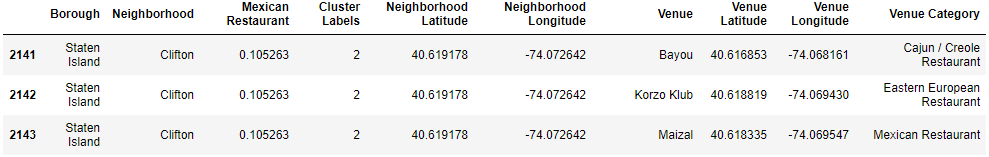 Borough Neighborhood Mexican Restaurant Cluster Labels Neighborhood Latitude Neighborhood Longitude Venue Venue Latitude Venue Longitude Venue Category
2141 Staten Island Clifton 0.105263 2 40.619178 -74.072642 Bayou 40.616853 -74.068161 Cajun / Creole Restaurant
2142 Staten Island Clifton 0.105263 2 40.619178 -74.072642 Korzo Klub 40.618819 -74.069430 Eastern European Restaurant
2143 Staten Island Clifton 0.105263 2 40.619178 -74.072642 Maizal 40.618335 -74.069547 Mexican Restaurant